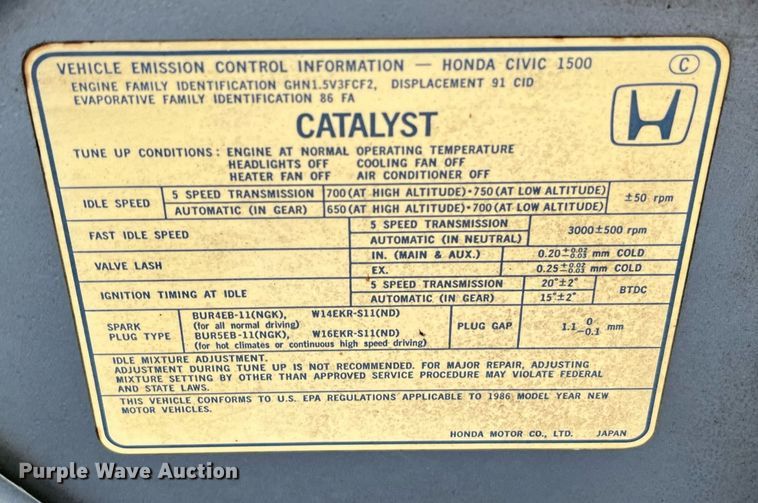 VEHICLE EMISSION CONTROL INFORMATION — HONDA CIVIC 1500
C
ENGINE FAMILY IDENTIFICATION GHN1.5V3FCF2, DISPLACEMENT 91 CID
EVAPORATIVE FAMILY IDENTIFICATION 86 FA
CATALYST
TUNE UP CONDITIONS : ENGINE AT NORMAL OPERATING TEMPERATURE
HEADLIGHTS OFF COOLING FAN OFF
HEATER FAN OFF AIR CONDITIONER OFF
IDLE SPEED
5 SPEED TRANSMISSION 700(AT HIGH ALTITUDE)•750(AT LOW ALTITUDE)
AUTOMATIC (IN GEAR) 650(AT HIGH ALTITUDE)•700(AT LOW ALTITUDE)
±50 rpm
FAST IDLE SPEED
5 SPEED TRANSMISSION
AUTOMATIC (IN NEUTRAL)
3000±500 rpm
VALVE LASH
IN. (MAIN & AUX.) 0.20 +0.02 -0.03 mm COLD
EX. 0.25 +0.02 -0.03 mm COLD
IGNITION TIMING AT IDLE
5 SPEED TRANSMISSION 20°±2°
AUTOMATIC (IN GEAR) 15°±2°
BTDC
SPARK PLUG TYPE
BUR4EB-11(NGK), W14EKR-S11(ND)
(for all normal driving)
BUR5EB-11(NGK), W16EKR-S11(ND)
(for hot climates or continuous high speed driving)
PLUG GAP
1.1 0 -0.1 mm
IDLE MIXTURE ADJUSTMENT.
ADJUSTMENT DURING TUNE UP IS NOT RECOMMENDED. FOR MAJOR REPAIR, ADJUSTING
MIXTURE SETTING BY OTHER THAN APPROVED SERVICE PROCEDURE MAY VIOLATE FEDERAL
AND STATE LAWS.
THIS VEHICLE CONFORMS TO U.S. EPA REGULATIONS APPLICABLE TO 1986 MODEL YEAR NEW
MOTOR VEHICLES.
HONDA MOTOR CO., LTD. JAPAN
Purple Wave Auction